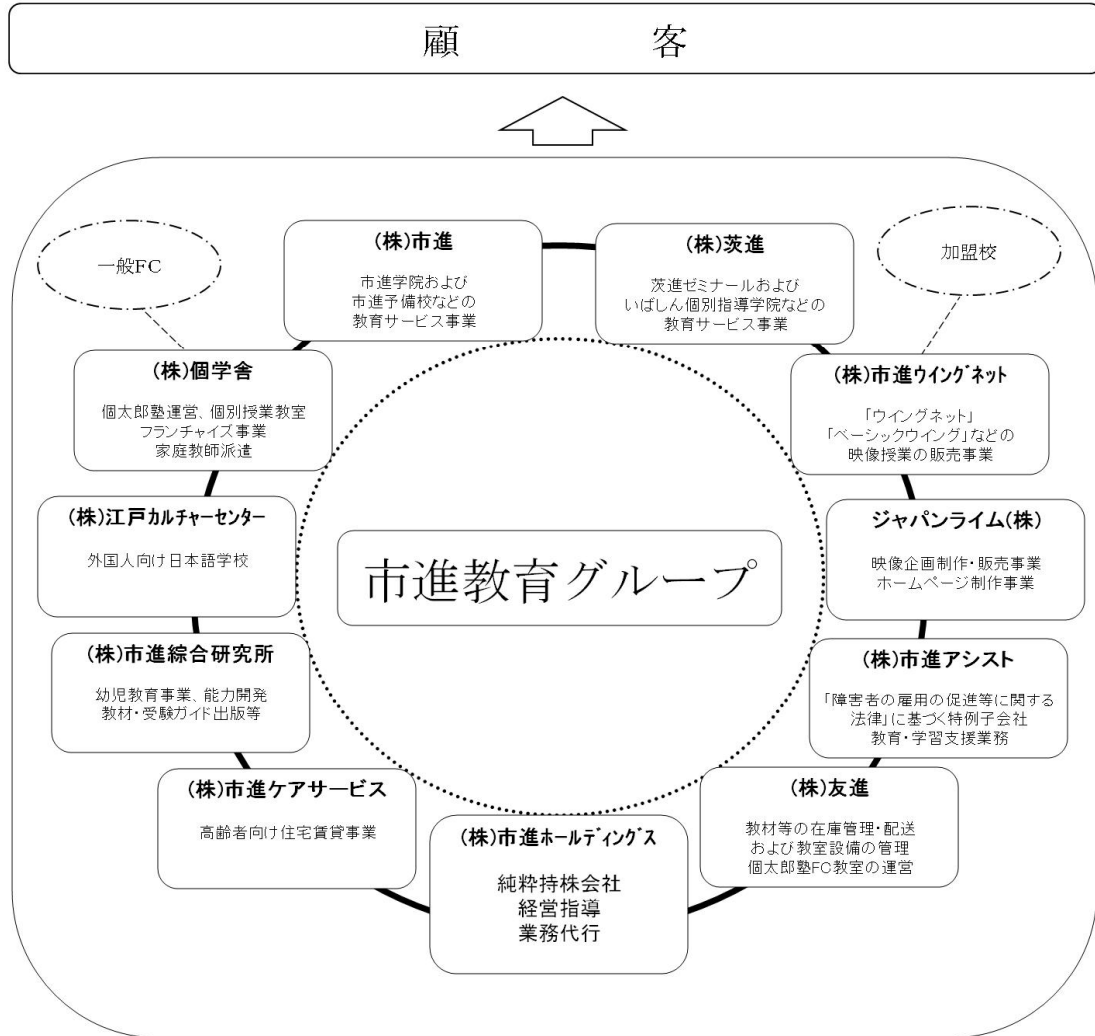 顧客
一般FC
(株)市進
市進学院および
市進予備校などの
教育サービス事業
(株)茨進
茨進ゼミナールおよび
いばしん個別指導学院などの
教育サービス事業
加盟校
(株)個学舎
個太郎塾運営、個別授業教室
フランチャイズ事業
家庭教師派遣
(株)市進ウイングネット
「ウイングネット」
「ベーシックウイング」などの
映像授業の販売事業
(株)江戸カルチャーセンター
外国人向け日本語学校
市進教育グループ
ジャパンライム(株)
映像企画制作・販売事業
ホームページ制作事業
(株)市進綜合研究所
幼児教育事業、能力開発
教材・受験ガイド出版等
(株)市進アシスト
「障害者の雇用の促進等に関する
法律」に基づく特例子会社
教育・学習支援業務
(株)市進ケアサービス
高齢者向け住宅賃貸事業
(株)市進ホールディングス
純粋持株会社
経営指導
業務代行
(株)友進
教材等の在庫管理・配送
および教室設備の管理
個太郎塾FC教室の運営